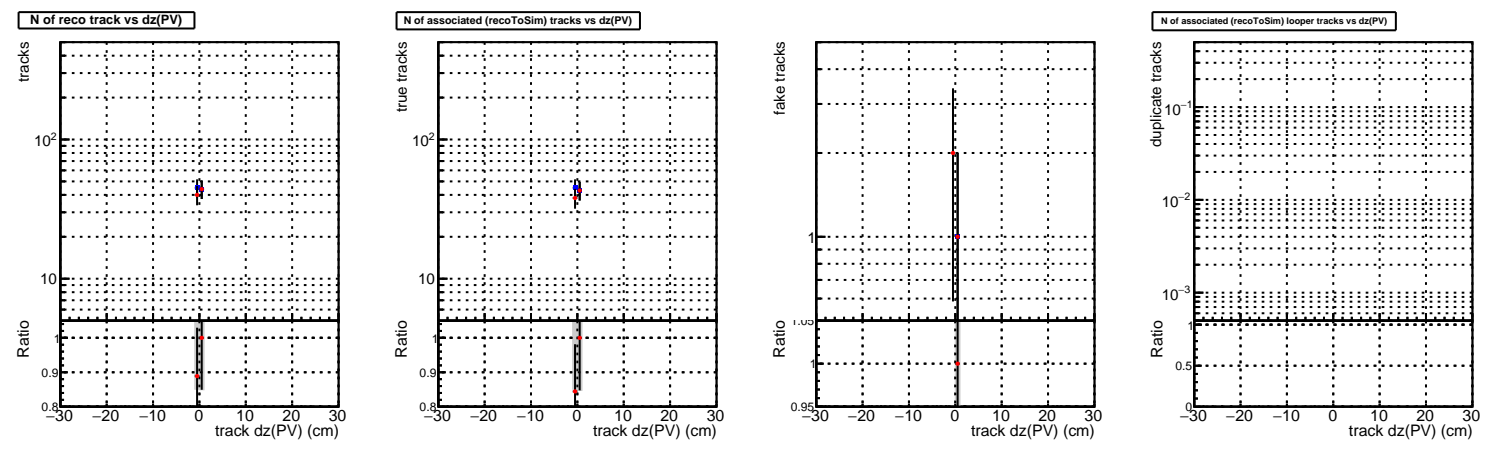 N of reco track vs dz(PV)
tracks
10²
10
Ratio
1
0.9
0.8
−30 −20 −10 0 10 20 30
track dz(PV) (cm)
N of associated (recoToSim) tracks vs dz(PV)
true tracks
10²
10
Ratio
1
0.9
0.8
−30 −20 −10 0 10 20 30
track dz(PV) (cm)
fake tracks
1
Ratio
1.05
1
0.95
−30 −20 −10 0 10 20 30
track dz(PV) (cm)
N of associated (recoToSim) looper tracks vs dz(PV)
duplicate tracks
10⁻¹
10⁻²
10⁻³
Ratio
1
0.5
0
−30 −20 −10 0 10 20 30
track dz(PV) (cm)